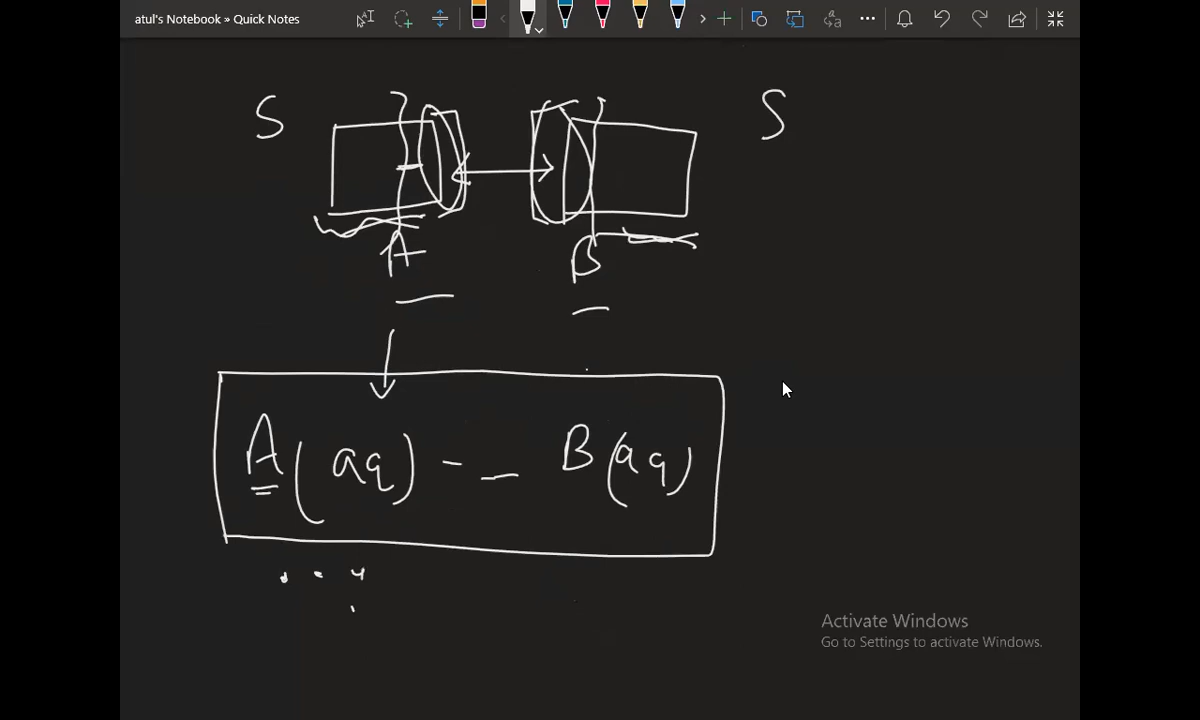 atul's Notebook » Quick Notes
S S
A B
A (aq) - - B (aq)
Activate Windows
Go to Settings to activate Windows.